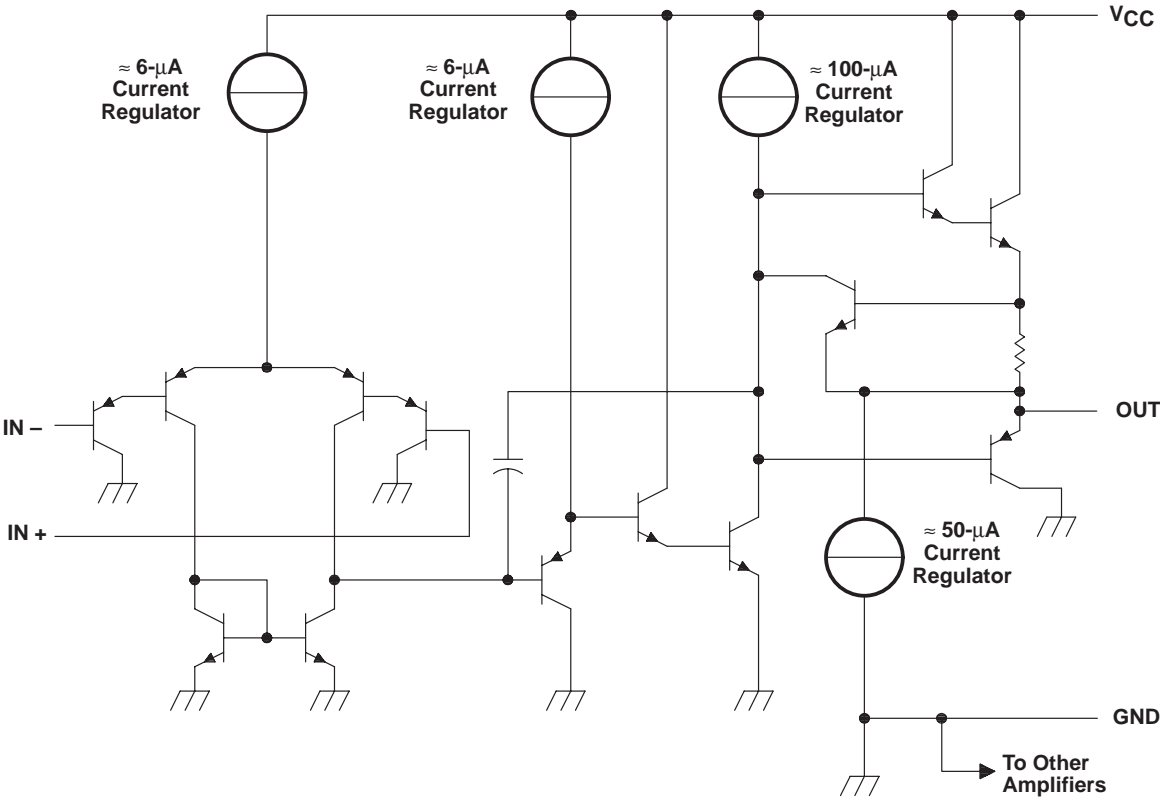 VCC
≈ 6-μA
Current
Regulator
≈ 6-μA
Current
Regulator
≈ 100-μA
Current
Regulator
IN –
OUT
IN +
≈ 50-μA
Current
Regulator
GND
To Other
Amplifiers